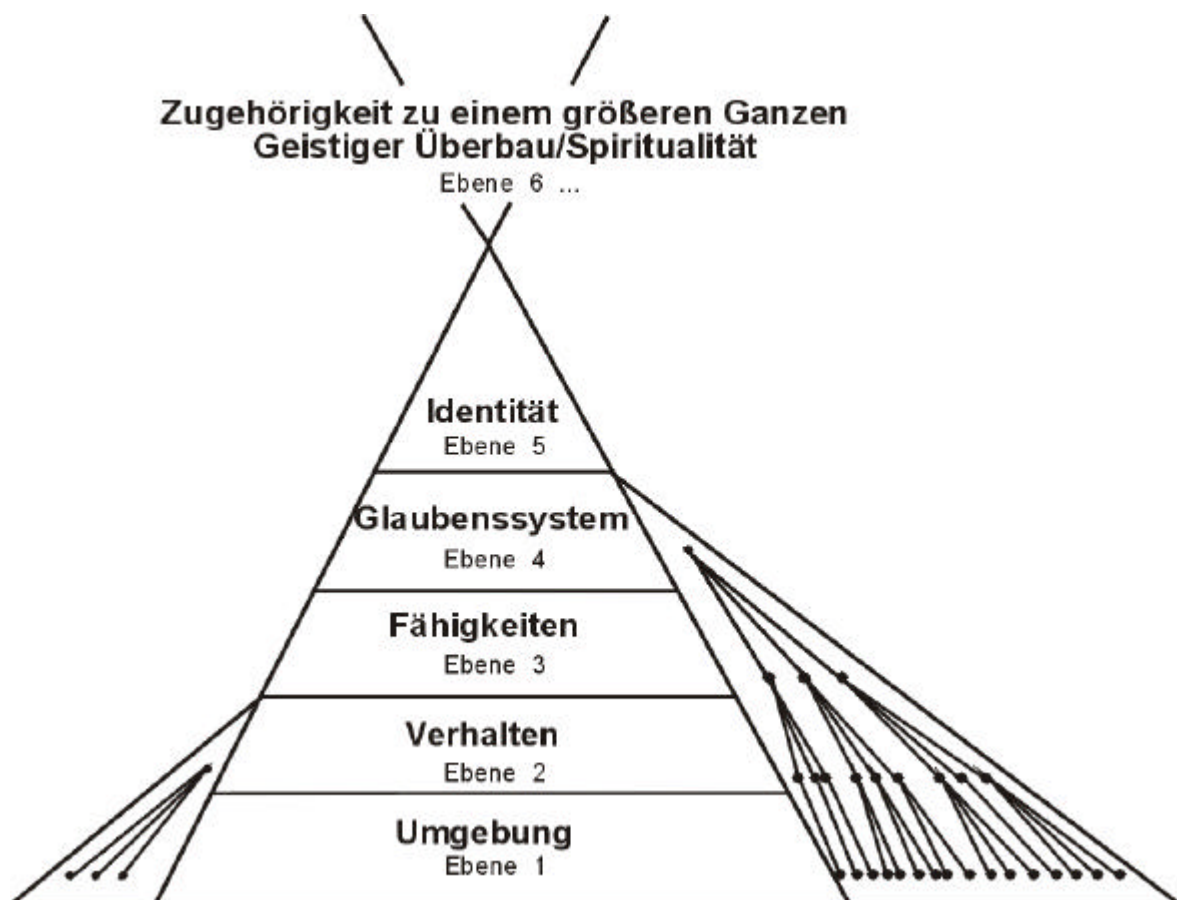 Zugehörigkeit zu einem größeren Ganzen
Geistiger Überbau/Spiritualität
Ebene 6 ...
Identität
Ebene 5
Glaubenssystem
Ebene 4
Fähigkeiten
Ebene 3
Verhalten
Ebene 2
Umgebung
Ebene 1